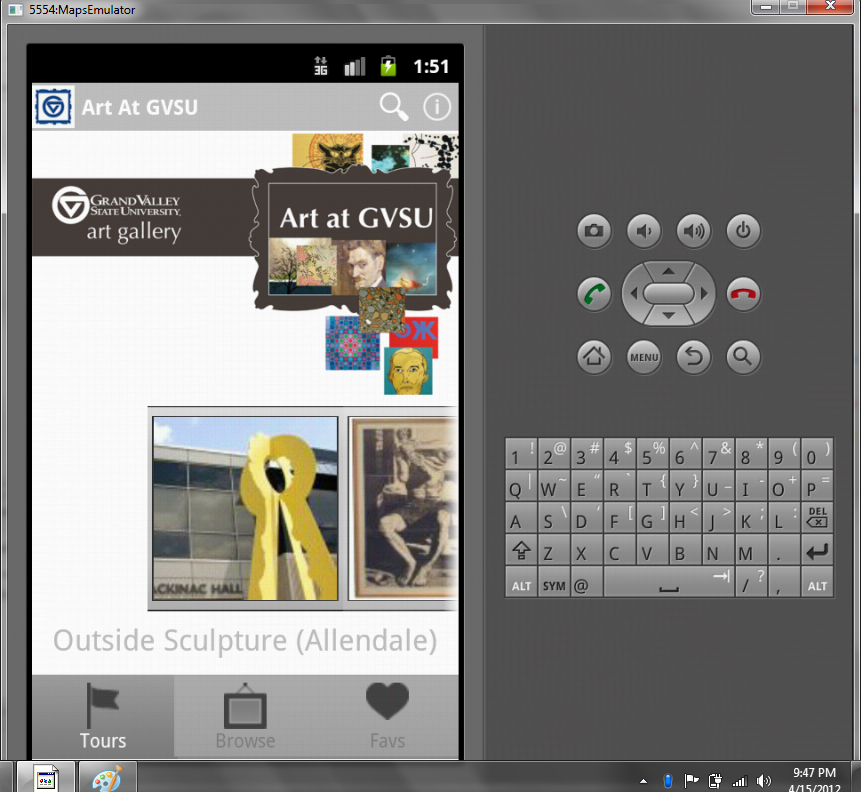 5554:MapsEmulator
3G 1:51
Art At GVSU
GRAND VALLEY
STATE UNIVERSITY
art gallery
Art at GVSU
ЖK
ACKINAC HALL
Outside Sculpture (Allendale)
Tours Browse Favs
MENU
1 ! 2 @ 3 # 4 $ 5 % 6 ^ 7 & 8 * 9 ( 0 )
Q | W ~ E " R ` T { Y } U _ I - O + P =
A S \ D ' F [ G ] H < J > K ; L : DEL
Z X C V B N M .
ALT SYM @ / ? , ALT
9:47 PM
4/15/2012